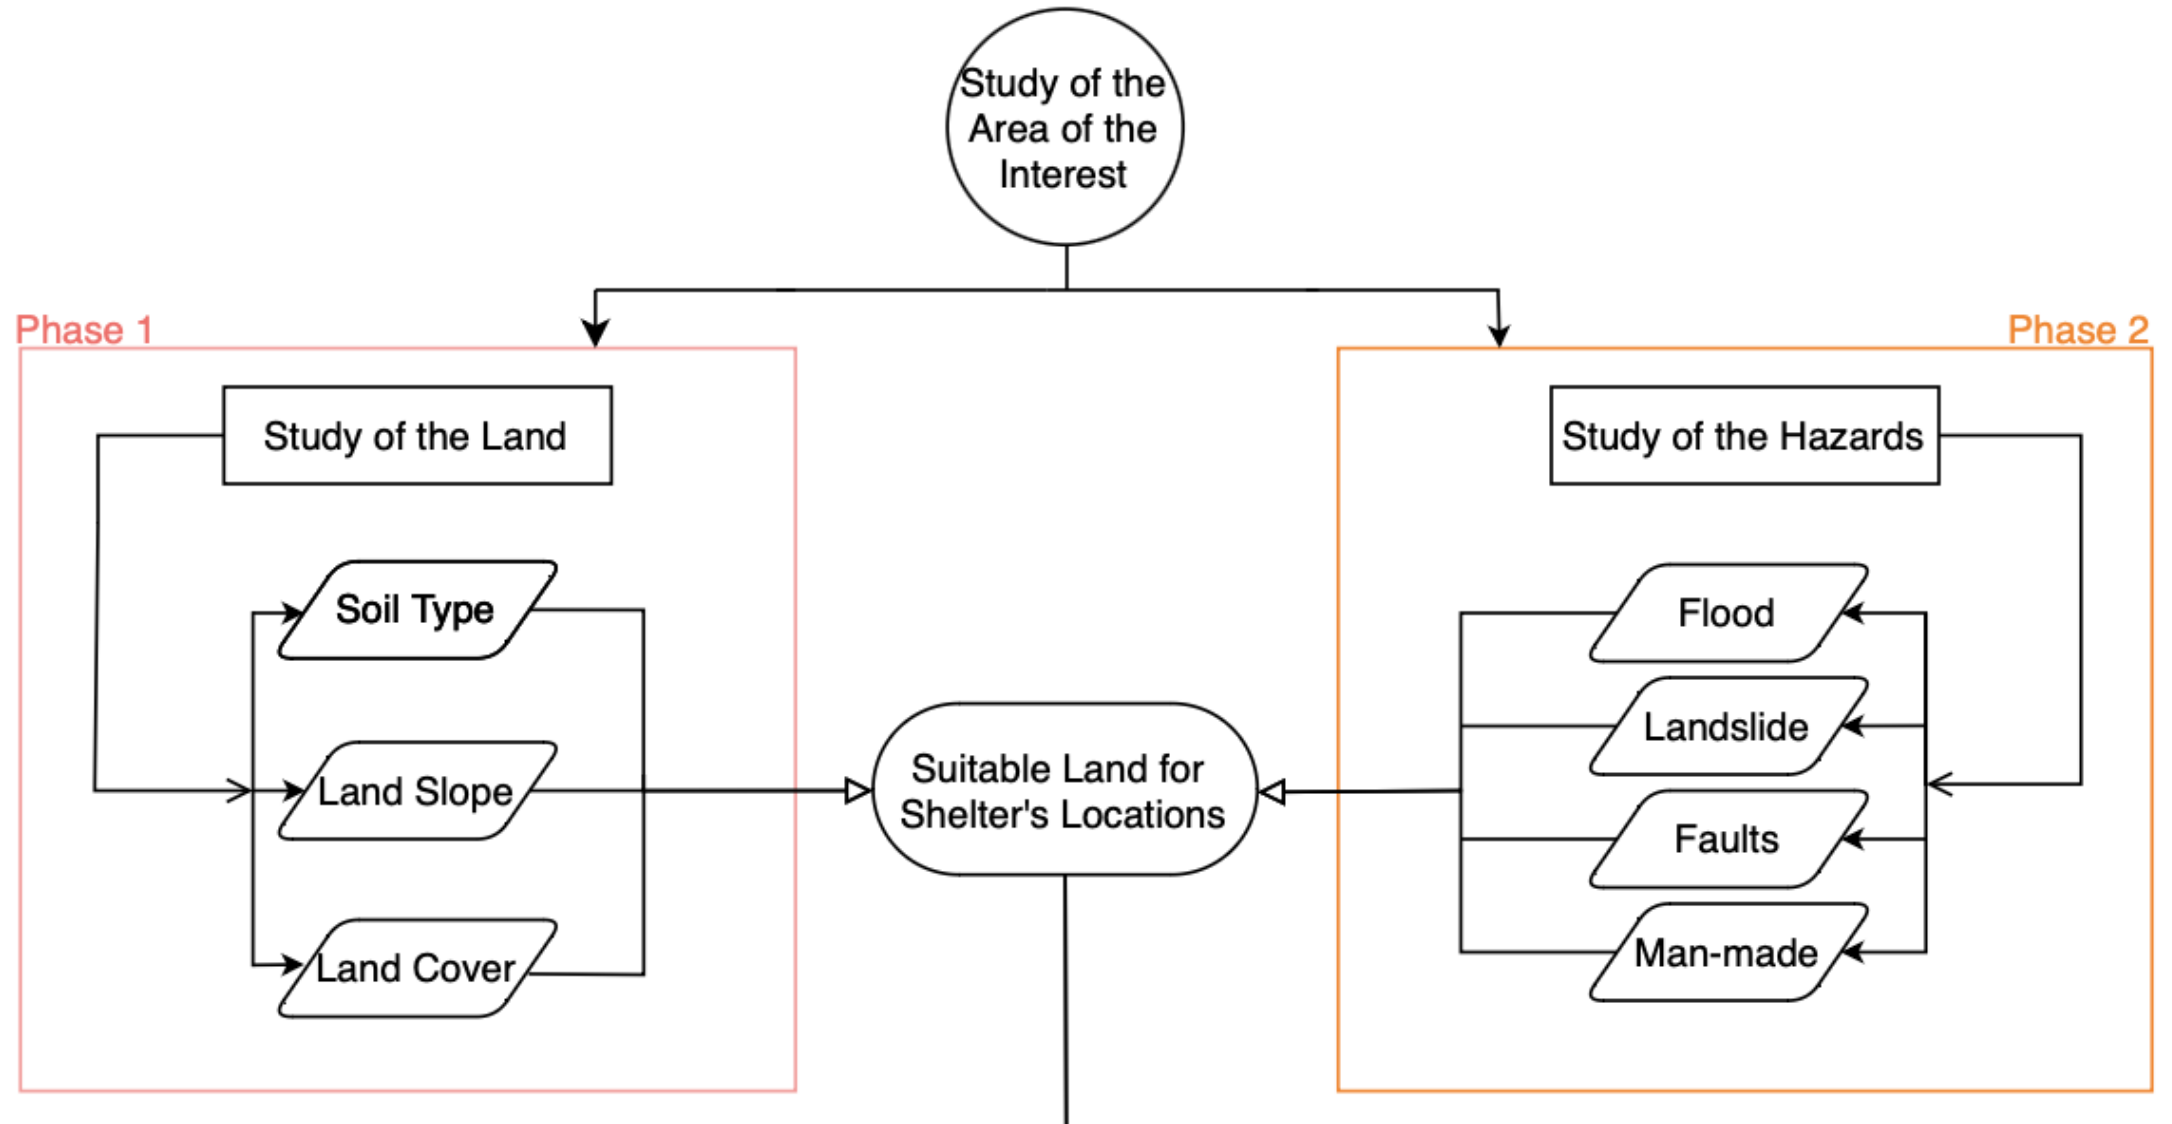 Study of the
Area of the
Interest
Phase 1
Phase 2
Study of the Land
Study of the Hazards
Soil Type
Land Slope
Land Cover
Suitable Land for
Shelter's Locations
Flood
Landslide
Faults
Man-made